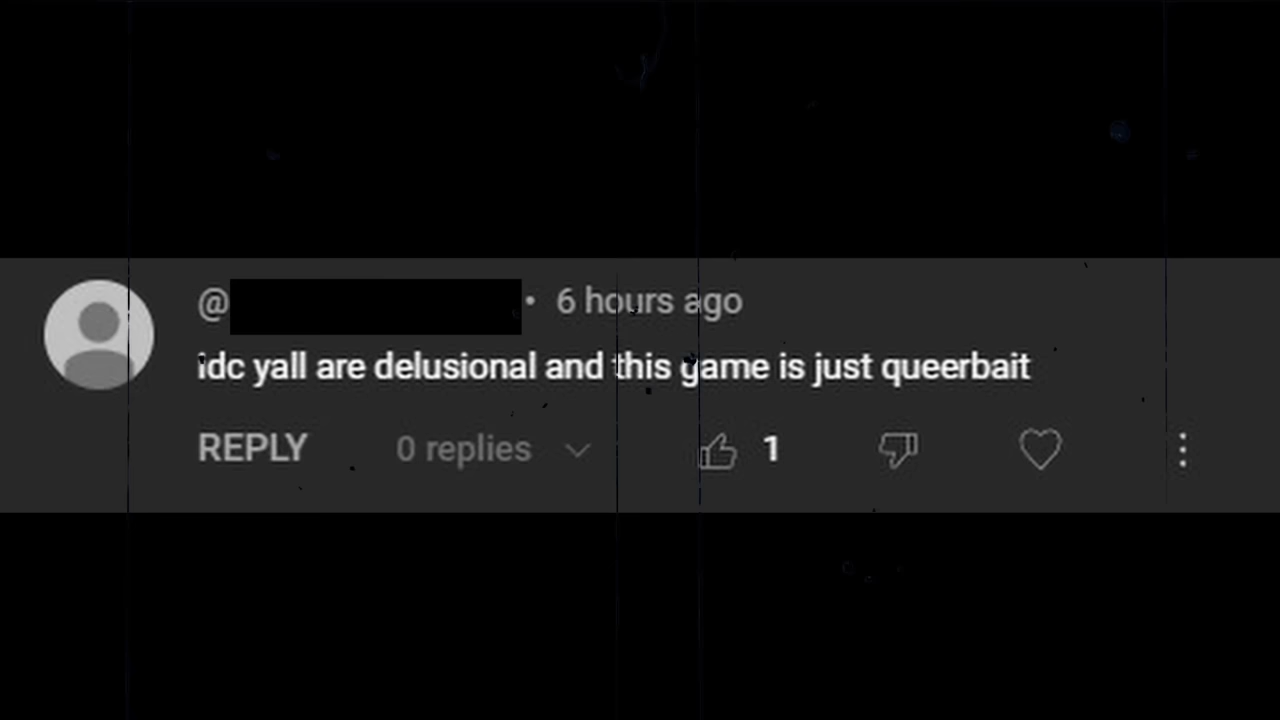 @ • 6 hours ago
idc yall are delusional and this game is just queerbait
REPLY 0 replies 1